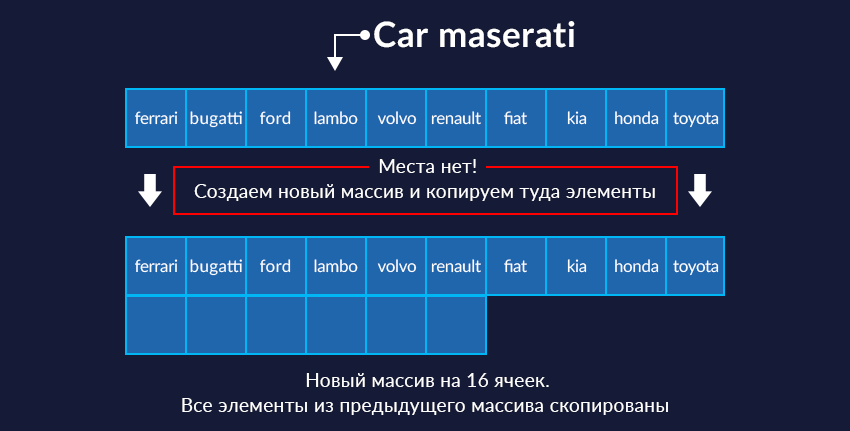 Car maserati
ferrari bugatti ford lambo volvo renault fiat kia honda toyota
Места нет!
Создаем новый массив и копируем туда элементы
ferrari bugatti ford lambo volvo renault fiat kia honda toyota
Новый массив на 16 ячеек.
Все элементы из предыдущего массива скопированы